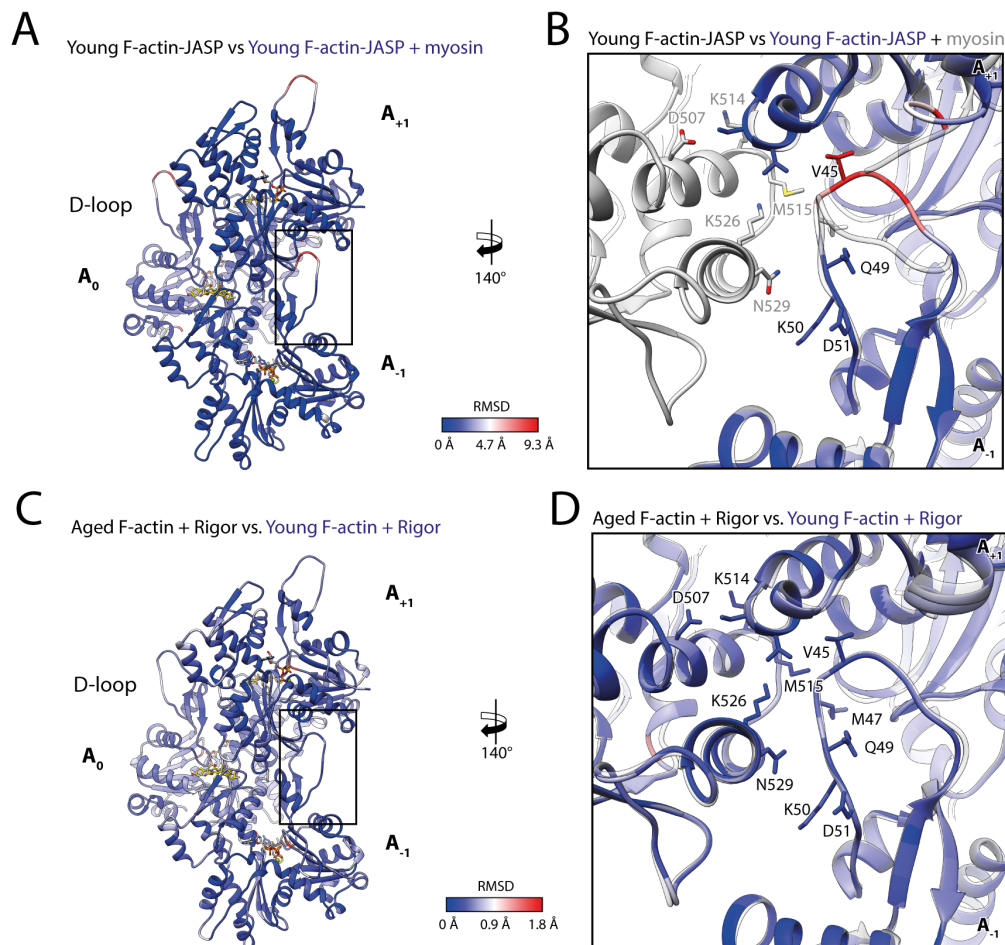 A
Young F-actin-JASP vs Young F-actin-JASP + myosin
A+1
D-loop
A0
140°
A-1
RMSD
0 Å 4.7 Å 9.3 Å
B
Young F-actin-JASP vs Young F-actin-JASP + myosin
A+1
K514
D507
V45
M515
K526
Q49
N529
K50
D51
A-1
C
Aged F-actin + Rigor vs. Young F-actin + Rigor
A+1
D-loop
A0
140°
A-1
RMSD
0 Å 0.9 Å 1.8 Å
D
Aged F-actin + Rigor vs. Young F-actin + Rigor
A+1
K514
D507
V45
M515
K526
M47
Q49
N529
K50
D51
A-1